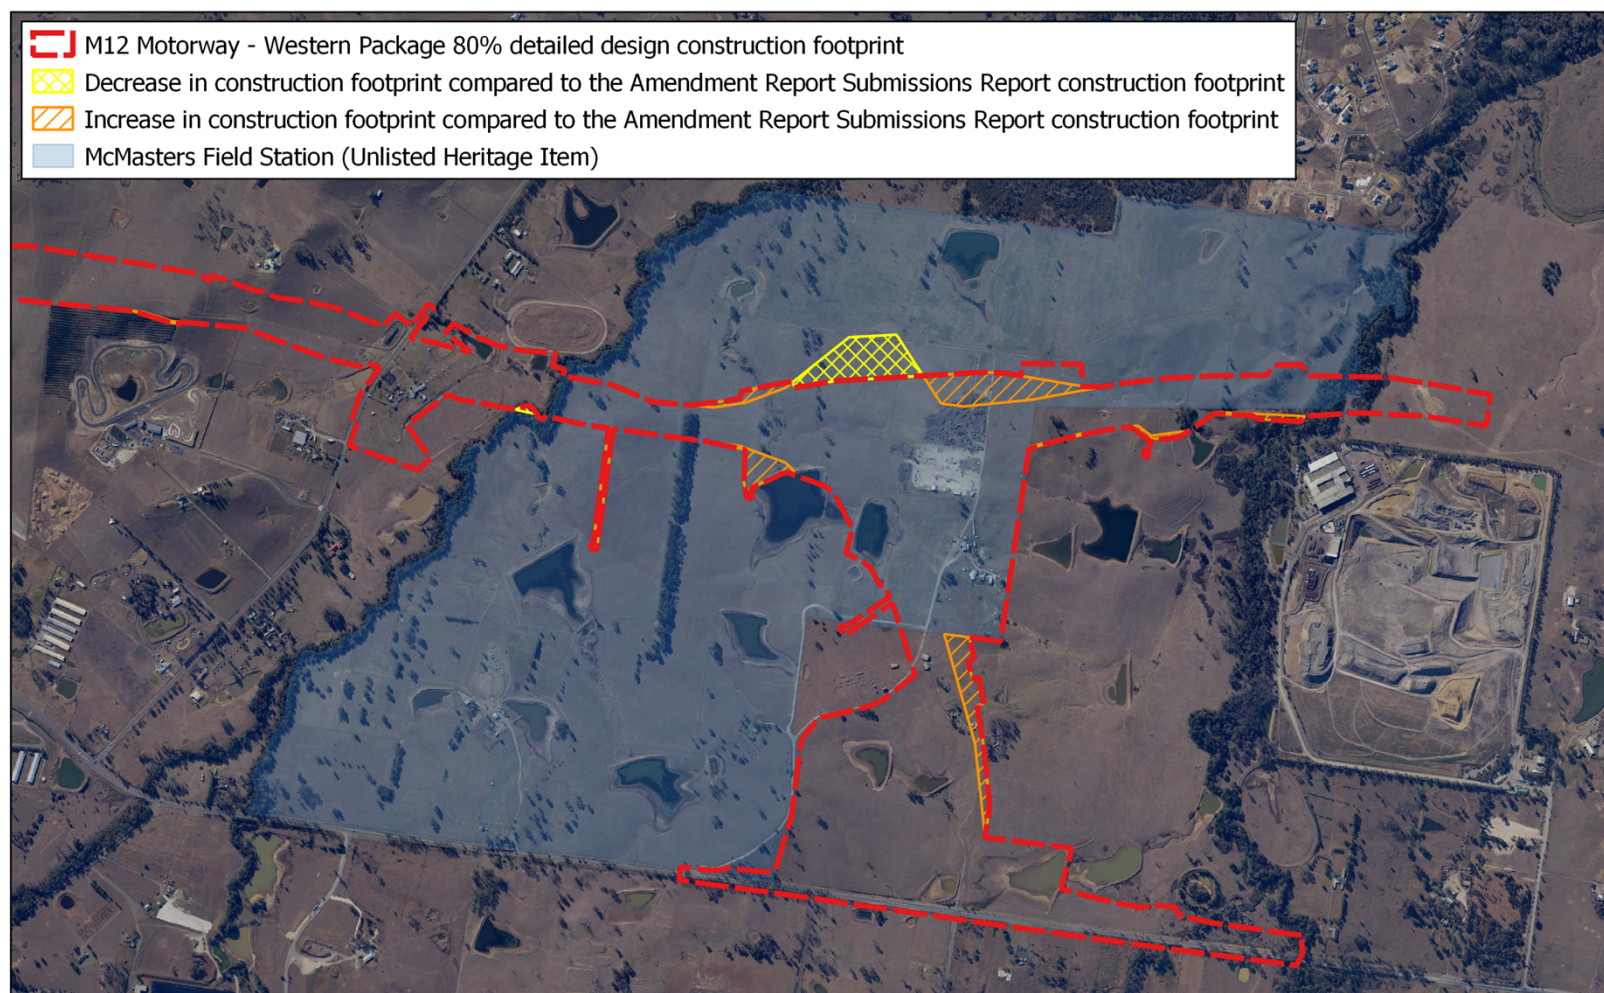 M12 Motorway - Western Package 80% detailed design construction footprint
Decrease in construction footprint compared to the Amendment Report Submissions Report construction footprint
Increase in construction footprint compared to the Amendment Report Submissions Report construction footprint
McMasters Field Station (Unlisted Heritage Item)